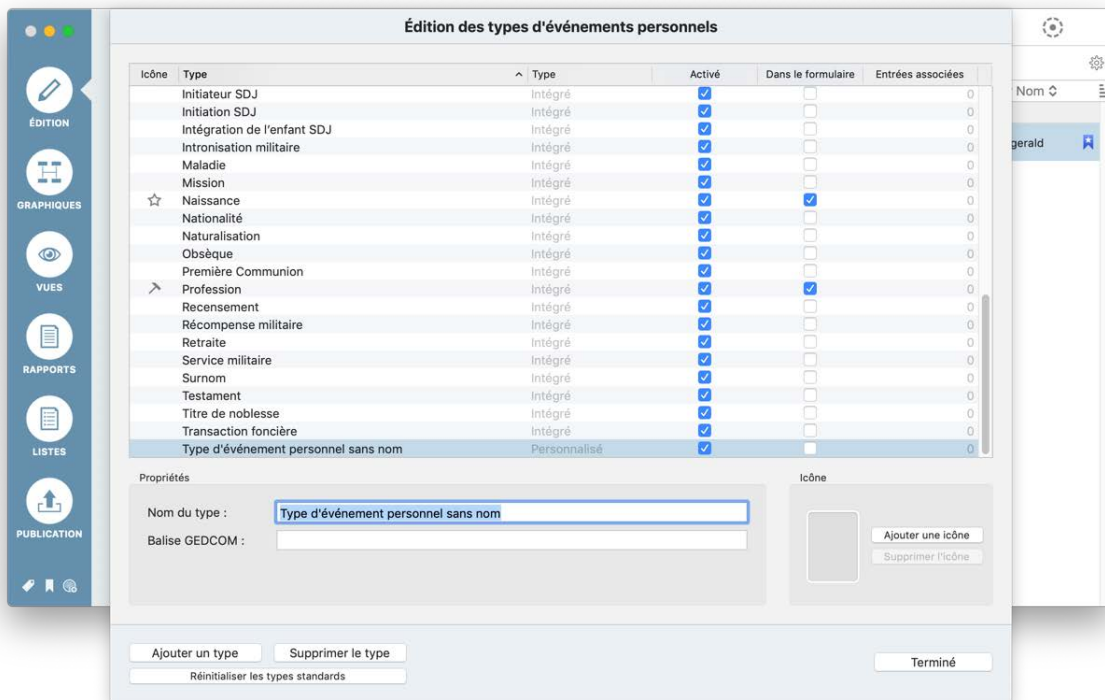 Édition des types d'événements personnels
Icône Type Type Activé Dans le formulaire Entrées associées
Initiateur SDJ Intégré 0
Initiation SDJ Intégré 0
Intégration de l'enfant SDJ Intégré 0
Intronisation militaire Intégré 0
Maladie Intégré 0
Mission Intégré 0
Naissance Intégré 0
Nationalité Intégré 0
Naturalisation Intégré 0
Obsèque Intégré 0
Première Communion Intégré 0
Profession Intégré 0
Recensement Intégré 0
Récompense militaire Intégré 0
Retraite Intégré 0
Service militaire Intégré 0
Surnom Intégré 0
Testament Intégré 0
Titre de noblesse Intégré 0
Transaction foncière Intégré 0
Type d'événement personnel sans nom Personnalisé 0
Propriétés
Nom du type : Type d'événement personnel sans nom
Balise GEDCOM :
Icône
Ajouter une icône
Supprimer l'icône
Ajouter un type
Supprimer le type
Réinitialiser les types standards
Terminé
ÉDITION
GRAPHIQUES
VUES
RAPPORTS
LISTES
PUBLICATION
Nom
gerald